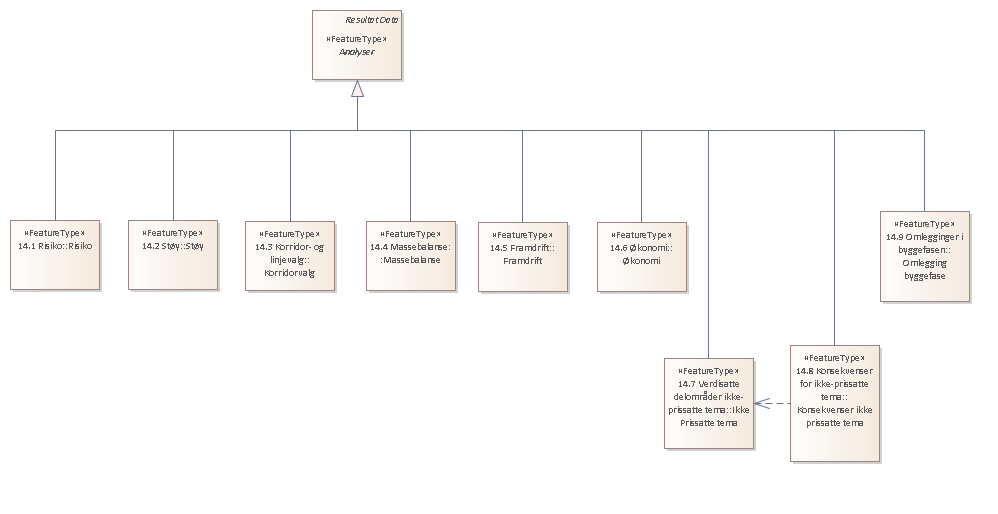 ResultatData
«FeatureType»
Analyser
«FeatureType»
14.1 Risiko::Risiko
«FeatureType»
14.2 Støy::Støy
«FeatureType»
14.3 Korridor- og
linjevalg::
Korridorvalg
«FeatureType»
14.4 Massebalanse:
:Massebalanse
«FeatureType»
14.5 Framdrift::
Framdrift
«FeatureType»
14.6 Økonomi::
Økonomi
«FeatureType»
14.9 Omlegginger i
byggefasen::
Omlegging
byggefase
«FeatureType»
14.7 Verdisatte
delområder ikke-
prissatte tema::Ikke
Prissatte tema
«FeatureType»
14.8 Konsekvenser
for ikke-prissatte
tema::
Konsekvenser ikke
prissatte tema